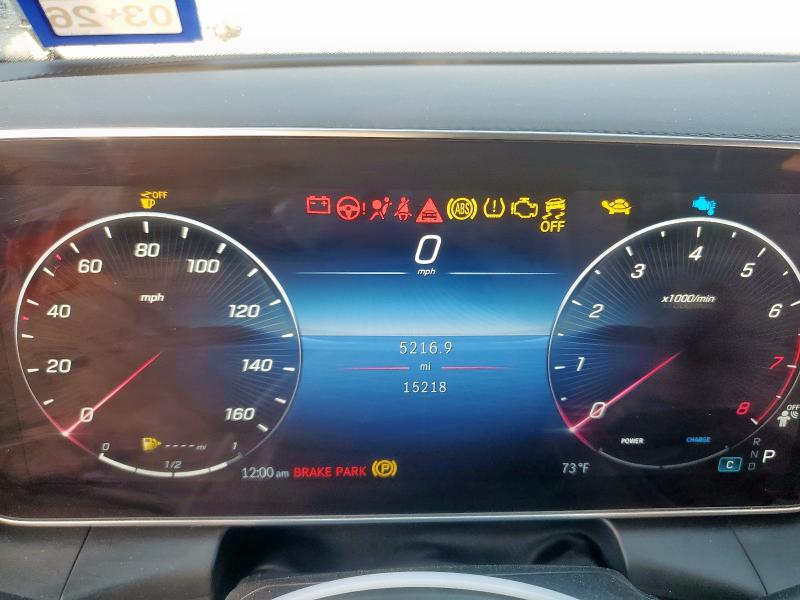 03 26
OFF
ABS
OFF
0
mph
0
20
40
60
80
100
120
140
160
mph
5216.9
mi
15218
0
1
2
3
4
5
6
7
8
x1000/min
POWER
CHARGE
0
1/2
1
---- mi
12:00 am
BRAKE PARK
P
73°F
C
R
N
D
P
OFF